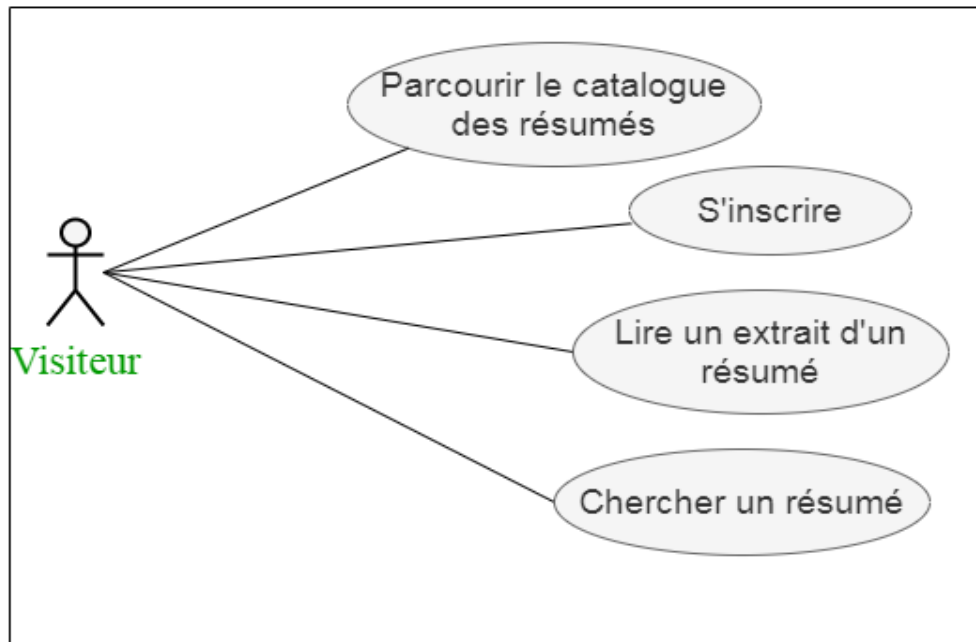 Parcourir le catalogue
des résumés
S'inscrire
Lire un extrait d'un
résumé
Visiteur
Chercher un résumé